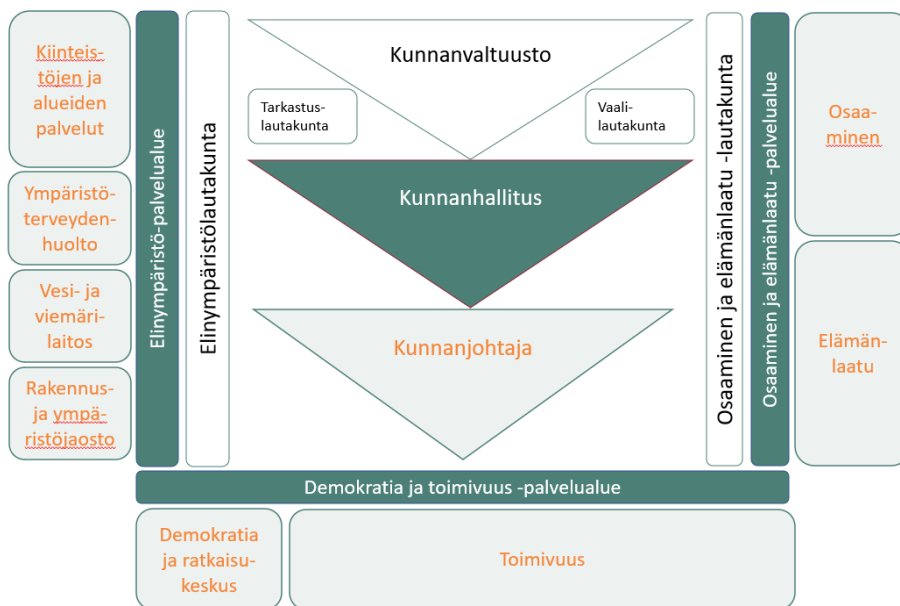 Kiinteis-
töjen ja
alueiden
palvelut
Ympäristö-
terveyden-
huolto
Vesi- ja
viemäri-
laitos
Rakennus-
ja ympä-
ristöjaosto
Elinympäristö-palvelualue
Elinympäristölautakunta
Kunnanvaltuusto
Tarkastus-
lautakunta
Vaali-
lautakunta
Kunnanhallitus
Kunnanjohtaja
Osaaminen ja elämänlaatu -lautakunta
Osaaminen ja elämänlaatu -palvelualue
Osaa-
minen
Elämän-
laatu
Demokratia ja toimivuus -palvelualue
Demokratia
ja ratkaisu-
keskus
Toimivuus